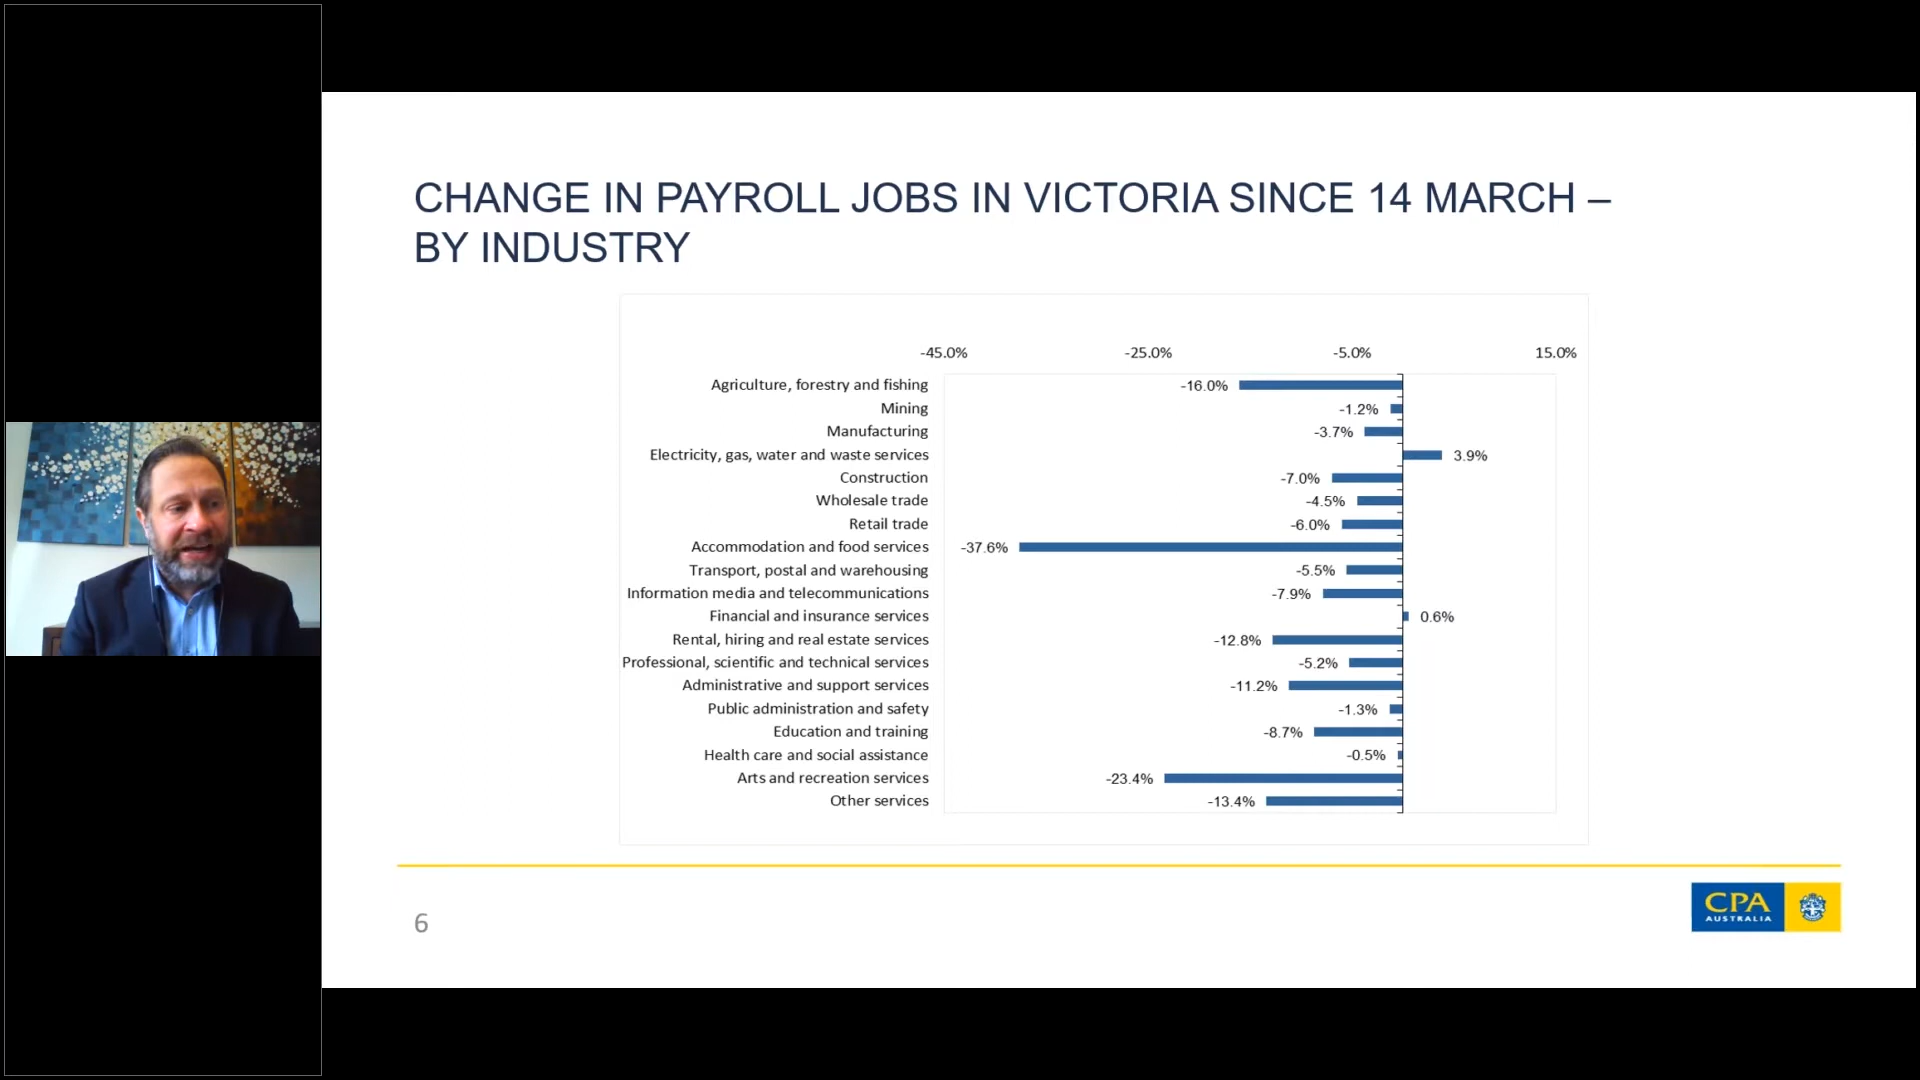 CHANGE IN PAYROLL JOBS IN VICTORIA SINCE 14 MARCH –
BY INDUSTRY
-45.0% -25.0% -5.0% 15.0%
Agriculture, forestry and fishing -16.0%
Mining -1.2%
Manufacturing -3.7%
Electricity, gas, water and waste services 3.9%
Construction -7.0%
Wholesale trade -4.5%
Retail trade -6.0%
Accommodation and food services -37.6%
Transport, postal and warehousing -5.5%
Information media and telecommunications -7.9%
Financial and insurance services 0.6%
Rental, hiring and real estate services -12.8%
Professional, scientific and technical services -5.2%
Administrative and support services -11.2%
Public administration and safety -1.3%
Education and training -8.7%
Health care and social assistance -0.5%
Arts and recreation services -23.4%
Other services -13.4%
6
CPA
AUSTRALIA